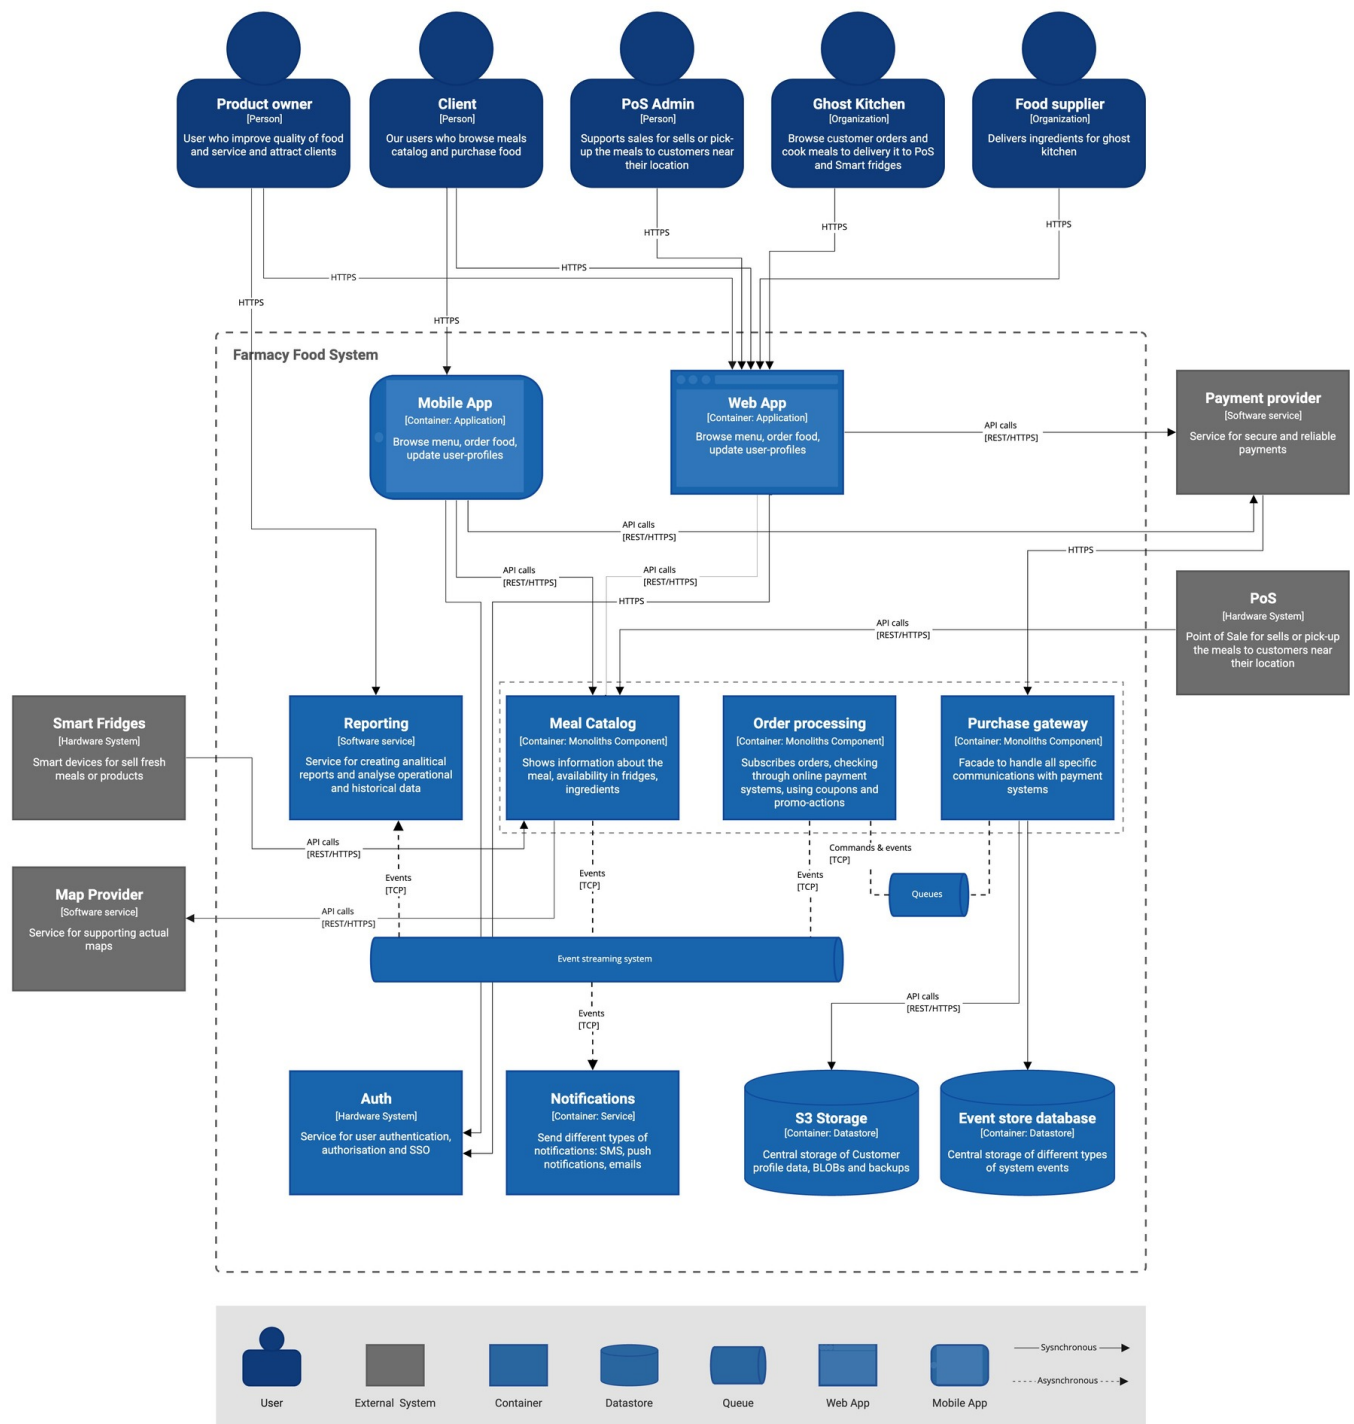 Product owner
[Person]
User who improve quality of food
and service and attract clients
Client
[Person]
Our users who browse meals
catalog and purchase food
PoS Admin
[Person]
Supports sales for sells or pick-
up the meals to customers near
their location
Ghost Kitchen
[Organization]
Browse customer orders and
cook meals to delivery it to PoS
and Smart fridges
Food supplier
[Organization]
Delivers ingredients for ghost
kitchen
HTTPS
HTTPS
HTTPS
HTTPS
HTTPS
HTTPS
HTTPS
HTTPS
Farmacy Food System
Mobile App
[Container: Application]
Browse menu, order food,
update user-profiles
Web App
[Container: Application]
Browse menu, order food,
update user-profiles
API calls
[REST/HTTPS]
Payment provider
[Software service]
Service for secure and reliable
payments
API calls
[REST/HTTPS]
HTTPS
API calls
[REST/HTTPS]
API calls
[REST/HTTPS]
HTTPS
API calls
[REST/HTTPS]
PoS
[Hardware System]
Point of Sale for sells or pick-up
the meals to customers near
their location
Smart Fridges
[Hardware System]
Smart devices for sell fresh
meals or products
Reporting
[Software service]
Service for creating analitical
reports and analyse operational
and historical data
Meal Catalog
[Container: Monoliths Component]
Shows information about the
meal, availability in fridges,
ingredients
Order processing
[Container: Monoliths Component]
Subscribes orders, checking
through online payment
systems, using coupons and
promo-actions
Purchase gateway
[Container: Monoliths Component]
Facade to handle all specific
communications with payment
systems
API calls
[REST/HTTPS]
Commands & events
[TCP]
Events
[TCP]
Events
[TCP]
Events
[TCP]
Queues
Map Provider
[Software service]
Service for supporting actual
maps
API calls
[REST/HTTPS]
Event streaming system
API calls
[REST/HTTPS]
Events
[TCP]
Auth
[Hardware System]
Service for user authentication,
authorisation and SSO
Notifications
[Container: Service]
Send different types of
notifications: SMS, push
notifications, emails
S3 Storage
[Container: Datastore]
Central storage of Customer
profile data, BLOBs and backups
Event store database
[Container: Datastore]
Central storage of different types
of system events
User
External System
Container
Datastore
Queue
Web App
Mobile App
Sysnchronous
Asysnchronous